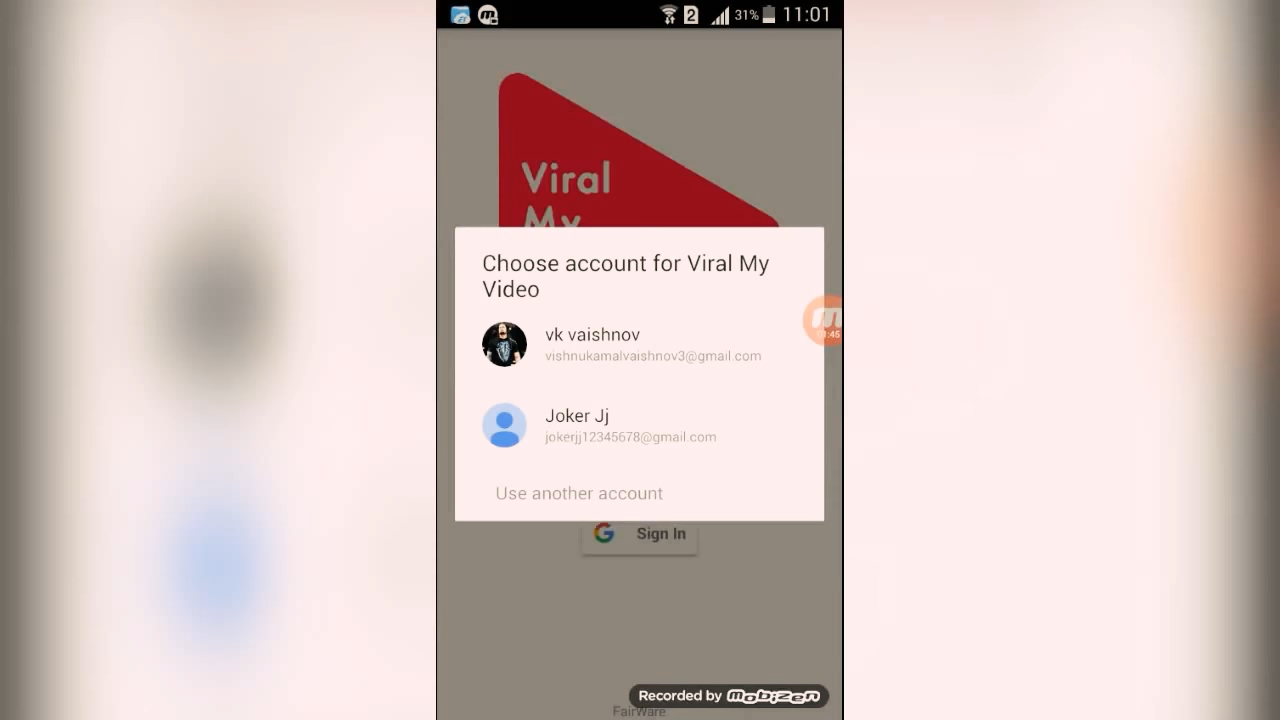 2 31% 11:01
Viral
My
Choose account for Viral My
Video
vk vaishnov
vishnukamalvaishnov3@gmail.com
:45
Joker Jj
jokerjj12345678@gmail.com
Use another account
Sign In
Recorded by Mobizen
FairWare